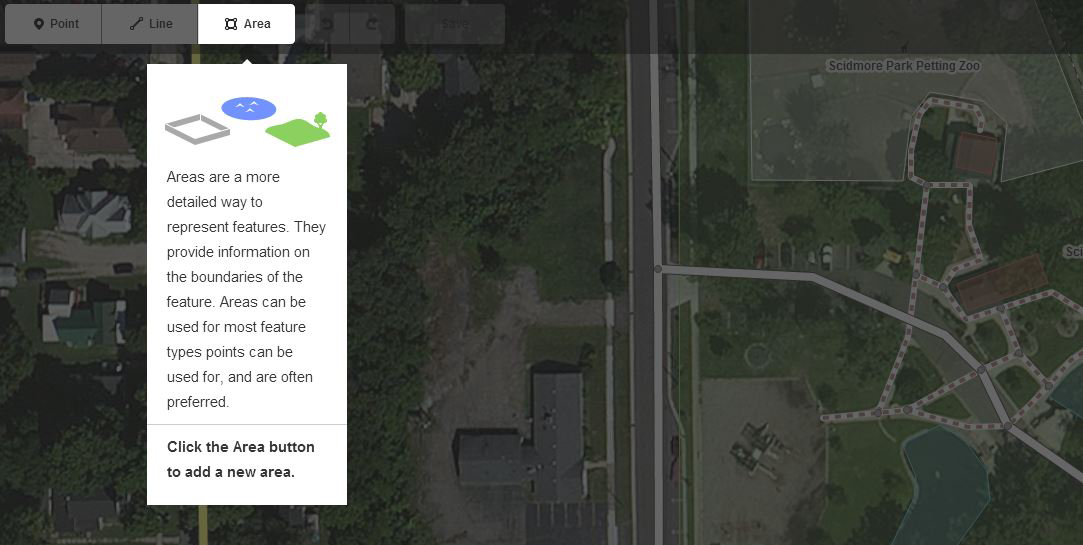 Point Line Area Save
Scidmore Park Petting Zoo
Areas are a more
detailed way to
represent features. They
provide information on
the boundaries of the
feature. Areas can be
used for most feature
types points can be
used for, and are often
preferred.
Click the Area button
to add a new area.
Sci